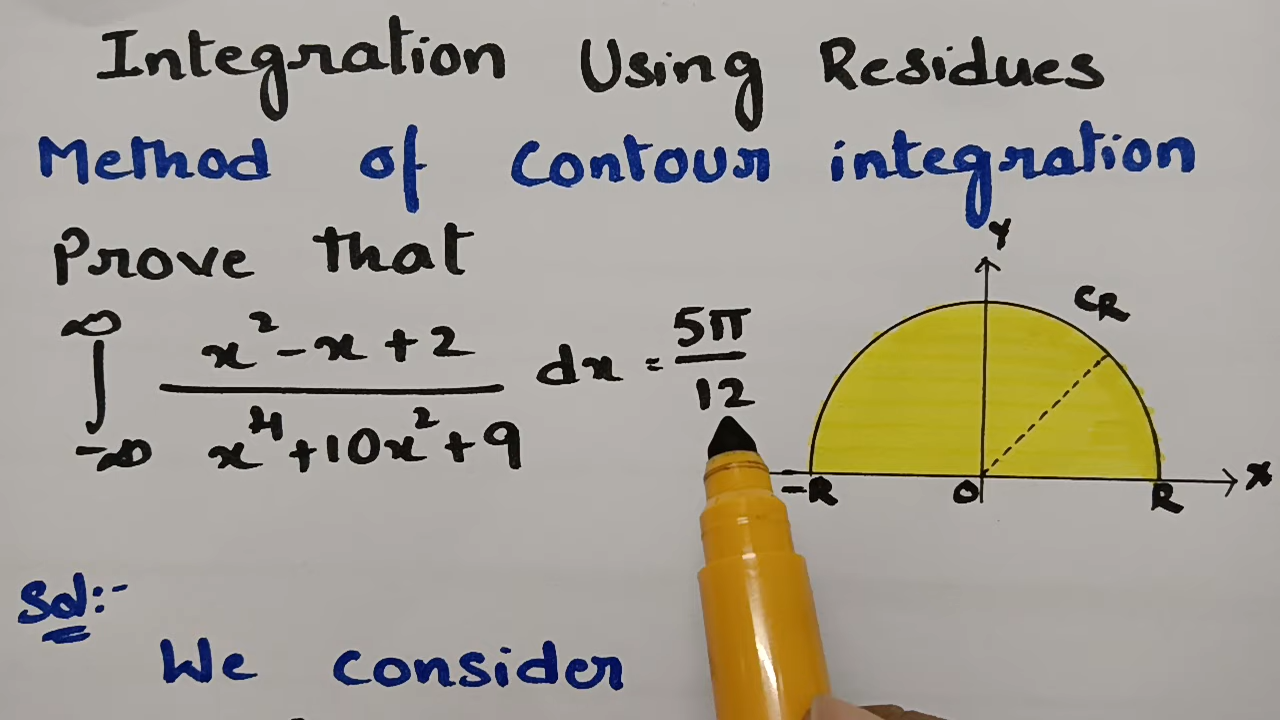 Integration Using Residues
Method of Contour integration
Prove that
∫_{-∞}^{∞} (x² - x + 2)/(x⁴ + 10x² + 9) dx = 5π/12
Y
CR
-R
O
R
X
Sol:-
We consider